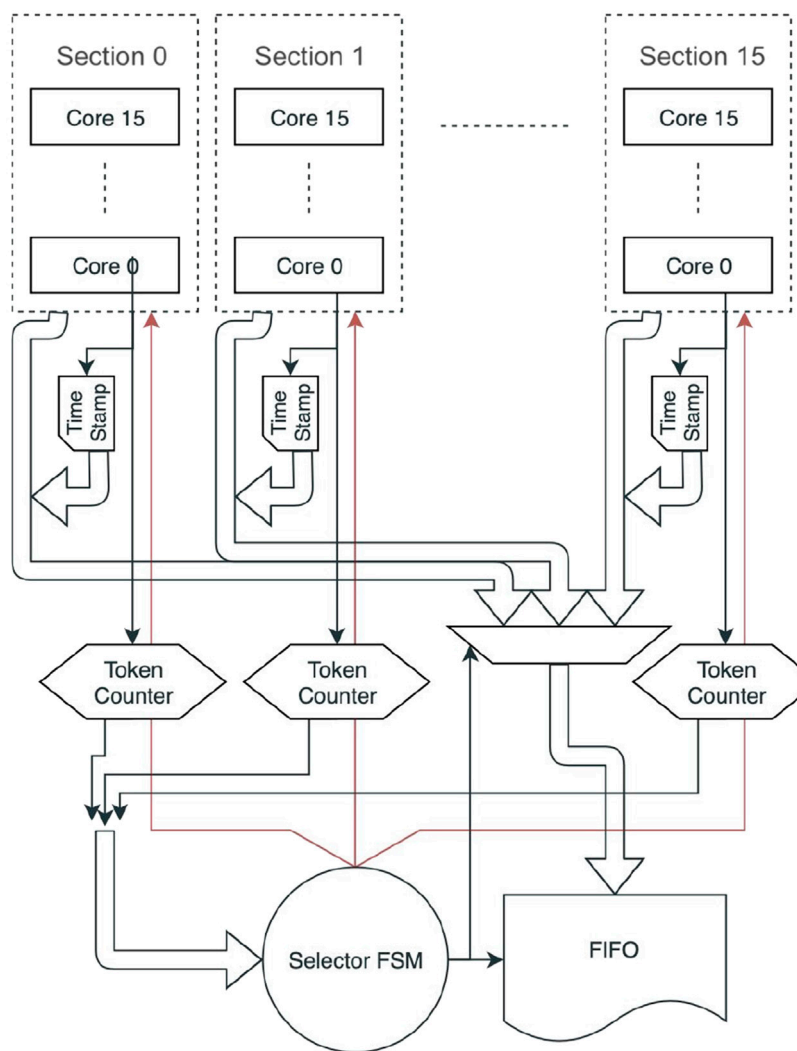 Section 0
Section 1
Section 15
Core 15
Core 15
Core 15
Core 0
Core 0
Core 0
Time
Stamp
Time
Stamp
Time
Stamp
Token
Counter
Token
Counter
Token
Counter
Selector FSM
FIFO